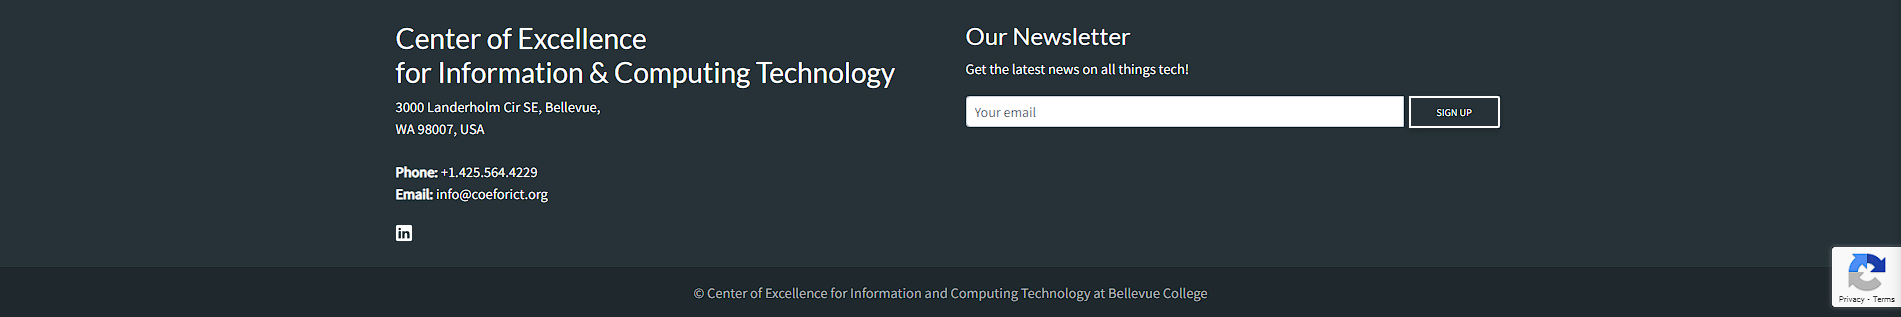 Center of Excellence
for Information & Computing Technology
3000 Landerholm Cir SE, Bellevue,
WA 98007, USA
Phone: +1.425.564.4229
Email: info@coeforict.org
in
Our Newsletter
Get the latest news on all things tech!
Your email
SIGN UP
© Center of Excellence for Information and Computing Technology at Bellevue College
Privacy - Terms